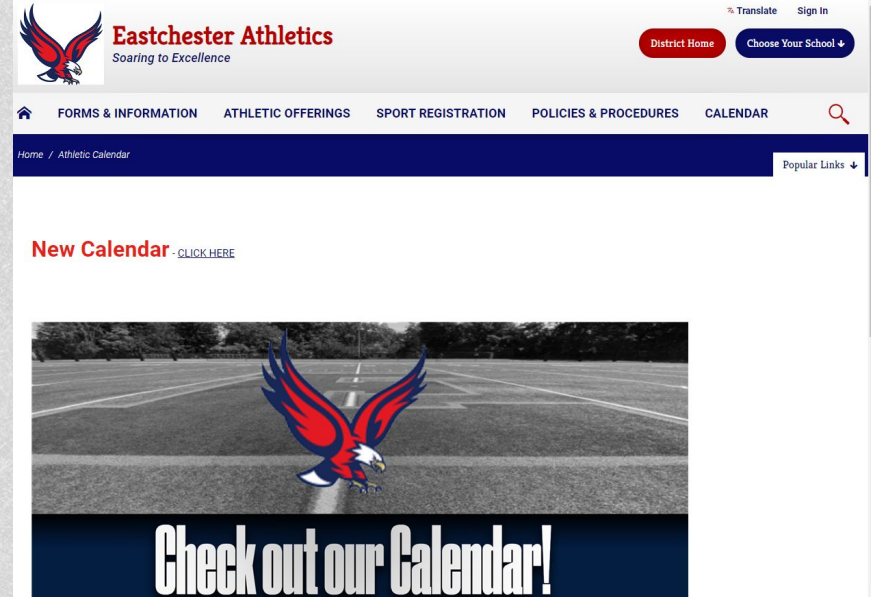 Translate Sign In
Eastchester Athletics
Soaring to Excellence
District Home Choose Your School
FORMS & INFORMATION ATHLETIC OFFERINGS SPORT REGISTRATION POLICIES & PROCEDURES CALENDAR
Home / Athletic Calendar
Popular Links
New Calendar - CLICK HERE
Check out our Calendar!